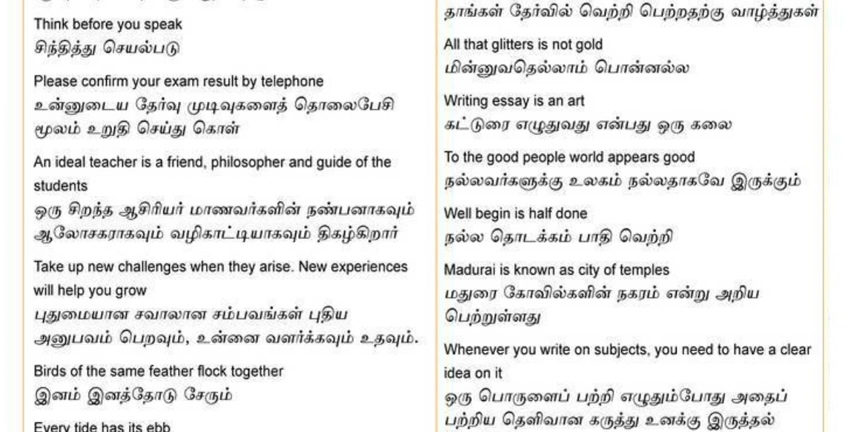 Think before you speak
சிந்தித்து செயல்படு
Please confirm your exam result by telephone
உன்னுடைய தேர்வு முடிவுகளைத் தொலைபேசி
மூலம் உறுதி செய்து கொள்
An ideal teacher is a friend, philosopher and guide of the
students
ஒரு சிறந்த ஆசிரியர் மாணவர்களின் நண்பனாகவும்
ஆலோசகராகவும் வழிகாட்டியாகவும் திகழ்கிறார்
Take up new challenges when they arise. New experiences
will help you grow
புதுமையான சவாலான சம்பவங்கள் புதிய
அனுபவம் பெறவும், உன்னை வளர்க்கவும் உதவும்.
Birds of the same feather flock together
இனம் இனத்தோடு சேரும்
Every tide has its ebb
தாங்கள் தேர்வில் வெற்றி பெற்றதற்கு வாழ்த்துகள்
All that glitters is not gold
மின்னுவதெல்லாம் பொன்னல்ல
Writing essay is an art
கட்டுரை எழுதுவது என்பது ஒரு கலை
To the good people world appears good
நல்லவர்களுக்கு உலகம் நல்லதாகவே இருக்கும்
Well begin is half done
நல்ல தொடக்கம் பாதி வெற்றி
Madurai is known as city of temples
மதுரை கோவில்களின் நகரம் என்று அறிய
பெற்றுள்ளது
Whenever you write on subjects, you need to have a clear
idea on it
ஒரு பொருளைப் பற்றி எழுதும்போது அதைப்
பற்றிய தெளிவான கருத்து உனக்கு இருத்தல்